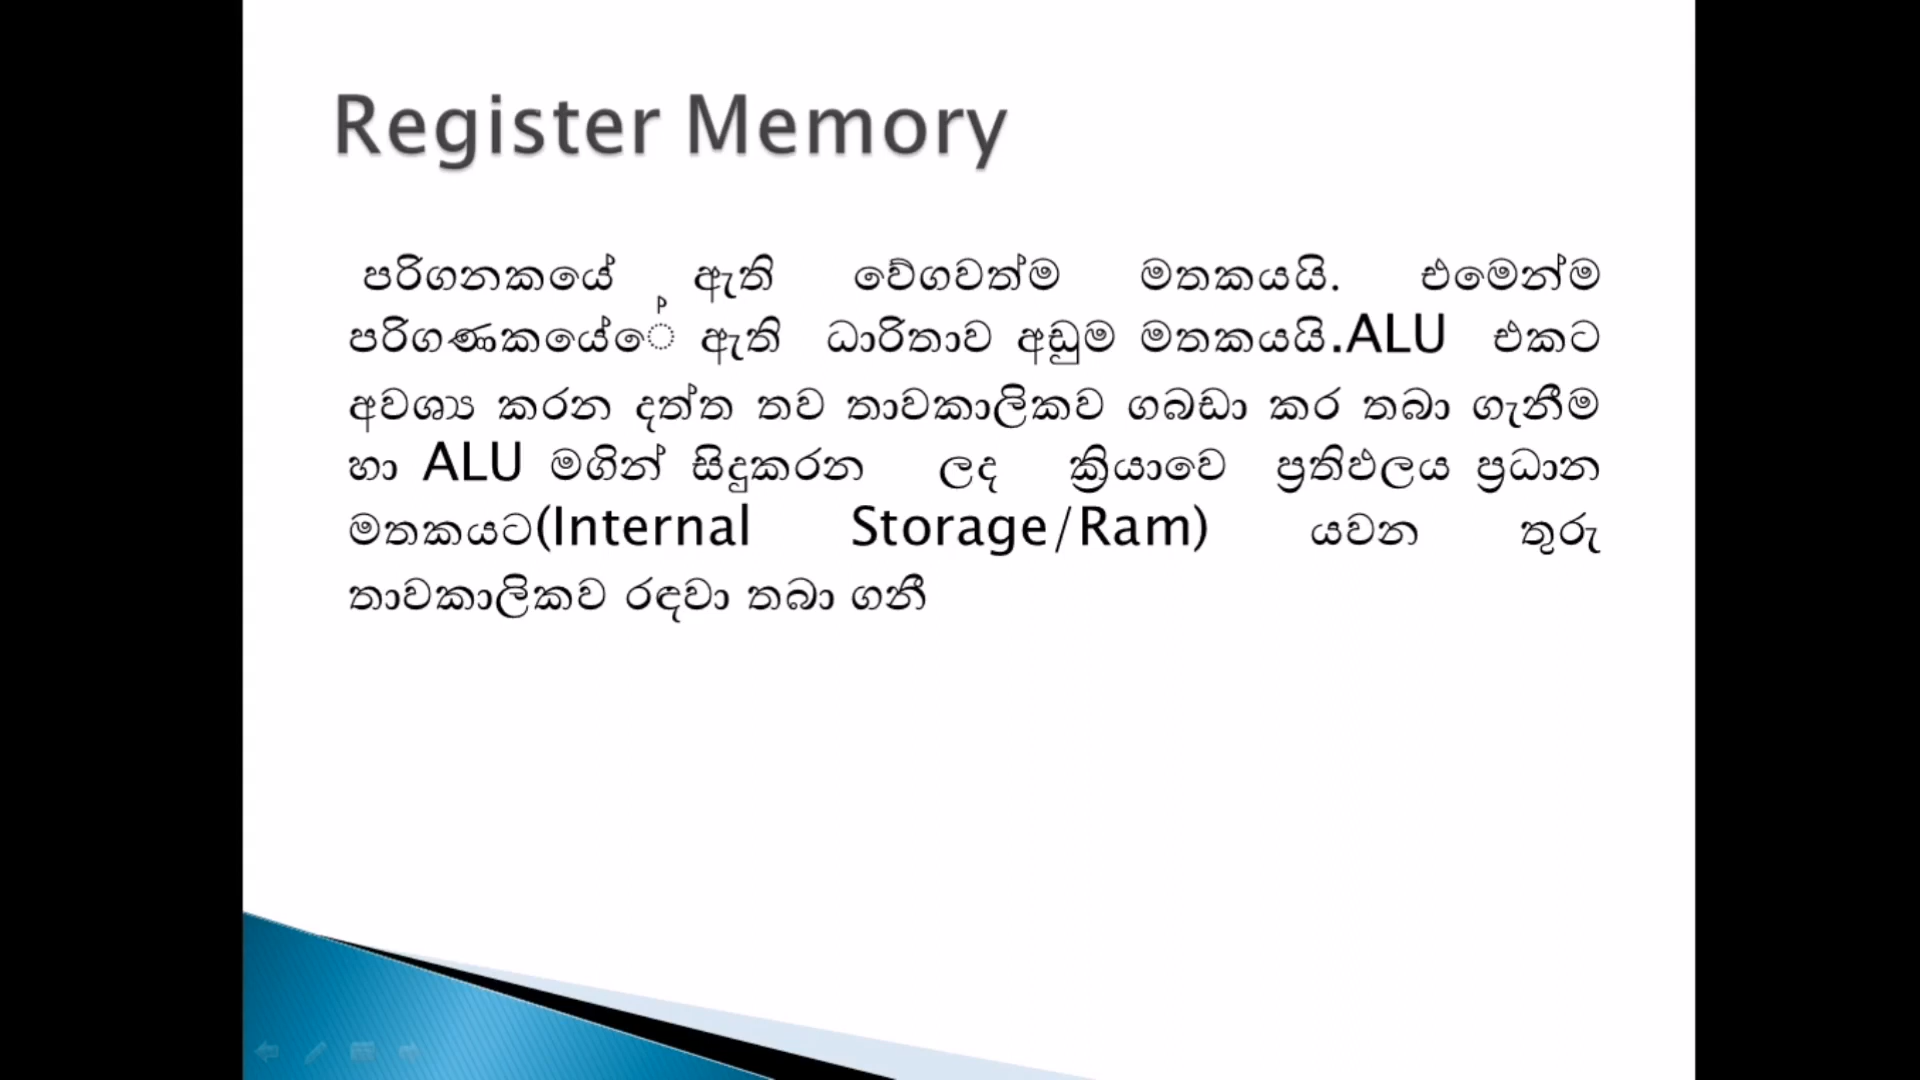 Register Memory
පරිගනකයේ ඇති වේගවත්ම මතකයයි. එමෙන්ම
පරිගණකයේ​ේ ඇති ධාරිතාව අඩුම මතකයයි.ALU එකට
අවශ්‍ය කරන දත්ත තව තාවකාලිකව ගබඩා කර තබා ගැනීම
හා ALU මගින් සිදුකරන ලද ක්‍රියාවෙ ප්‍රතිඵලය ප්‍රධාන
මතකයට(Internal Storage/Ram) යවන තුරු
තාවකාලිකව රඳවා තබා ගනී